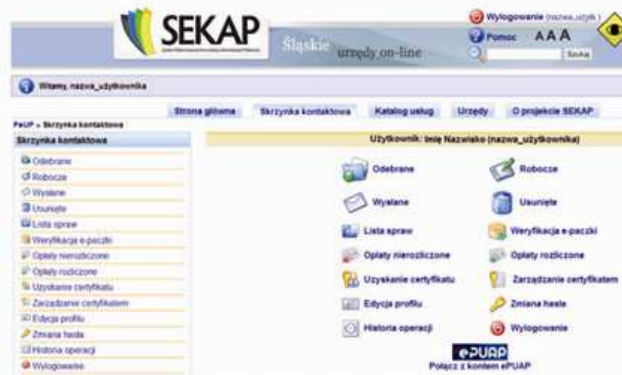 SEKAP
Śląskie urzędy on-line
Wylogowanie (nazwa_użytk.)
Pomoc A A A
Szukaj
Witamy, nazwa_użytkownika
Strona główna Skrzynka kontaktowa Katalog usług Urzędy O projekcie SEKAP
PeUP » Skrzynka kontaktowa
Skrzynka kontaktowa
Odebrane
Robocze
Wysłane
Usunięte
Lista spraw
Weryfikacja e-paczki
Opłaty nierozliczone
Opłaty rozliczone
Uzyskanie certyfikatu
Zarządzanie certyfikatem
Edycja profilu
Zmiana hasła
Historia operacji
Wylogowanie
Użytkownik: Imię Nazwisko (nazwa_użytkownika)
Odebrane Robocze
Wysłane Usunięte
Lista spraw Weryfikacja e-paczki
Opłaty nierozliczone Opłaty rozliczone
Uzyskanie certyfikatu Zarządzanie certyfikatem
Edycja profilu Zmiana hasła
Historia operacji Wylogowanie
ePUAP
Połącz z kontem ePUAP